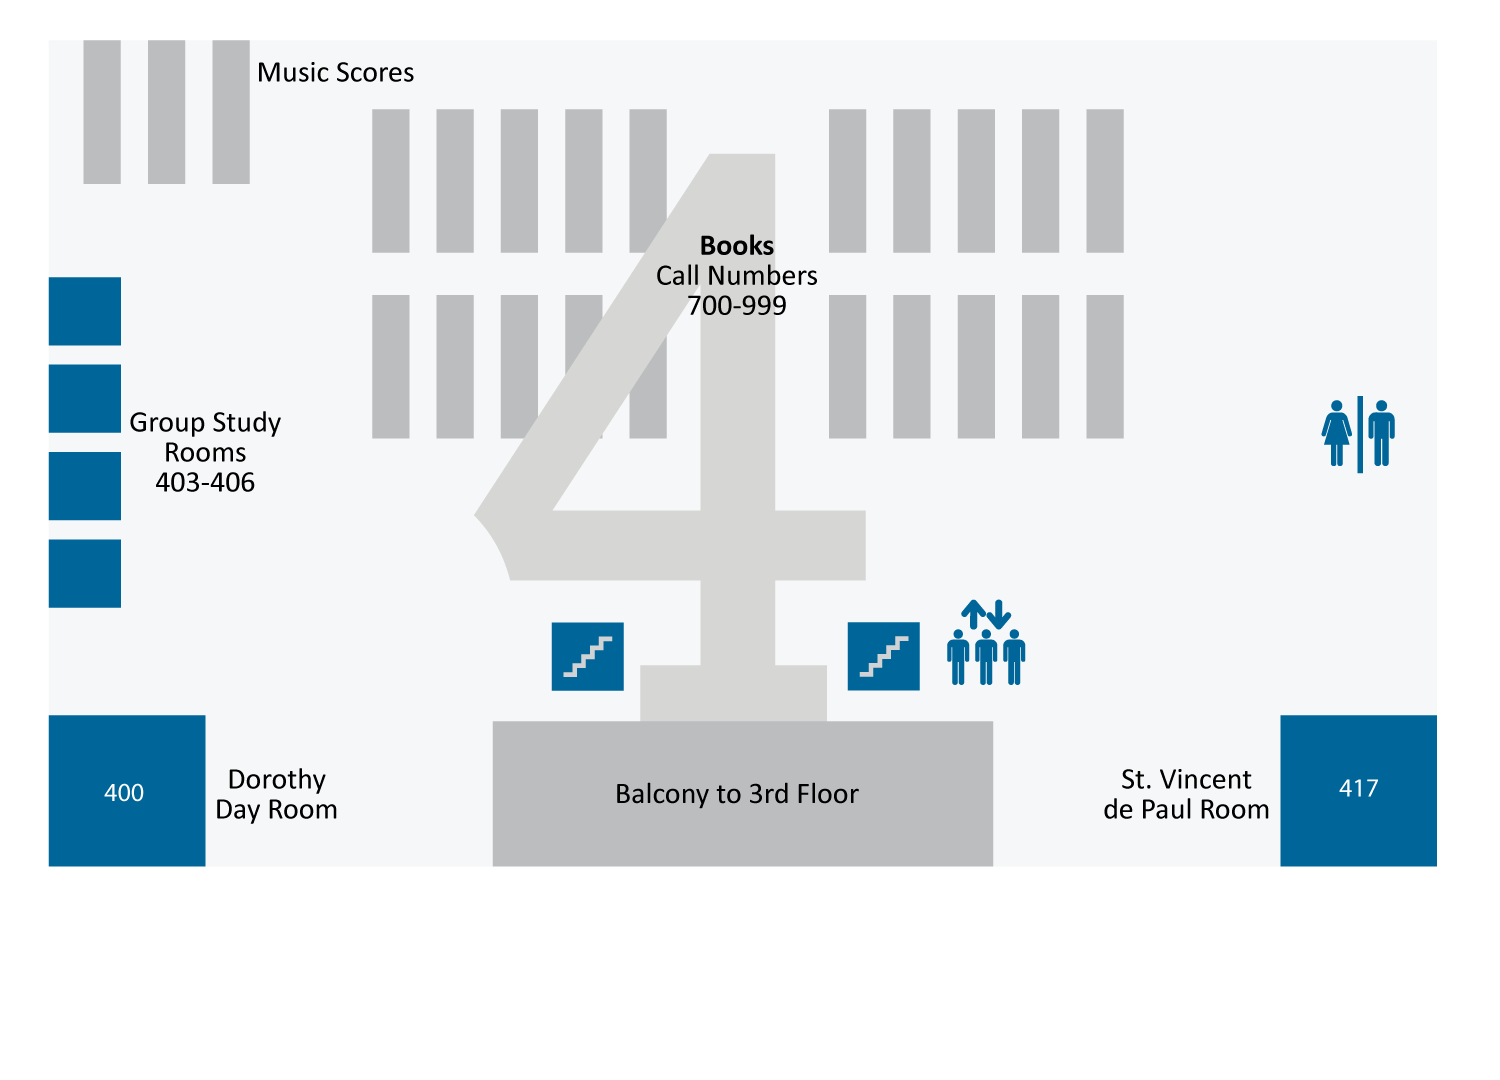 Music Scores
4
Books
Call Numbers
700-999
Group Study
Rooms
403-406
400
Dorothy
Day Room
Balcony to 3rd Floor
St. Vincent
de Paul Room
417